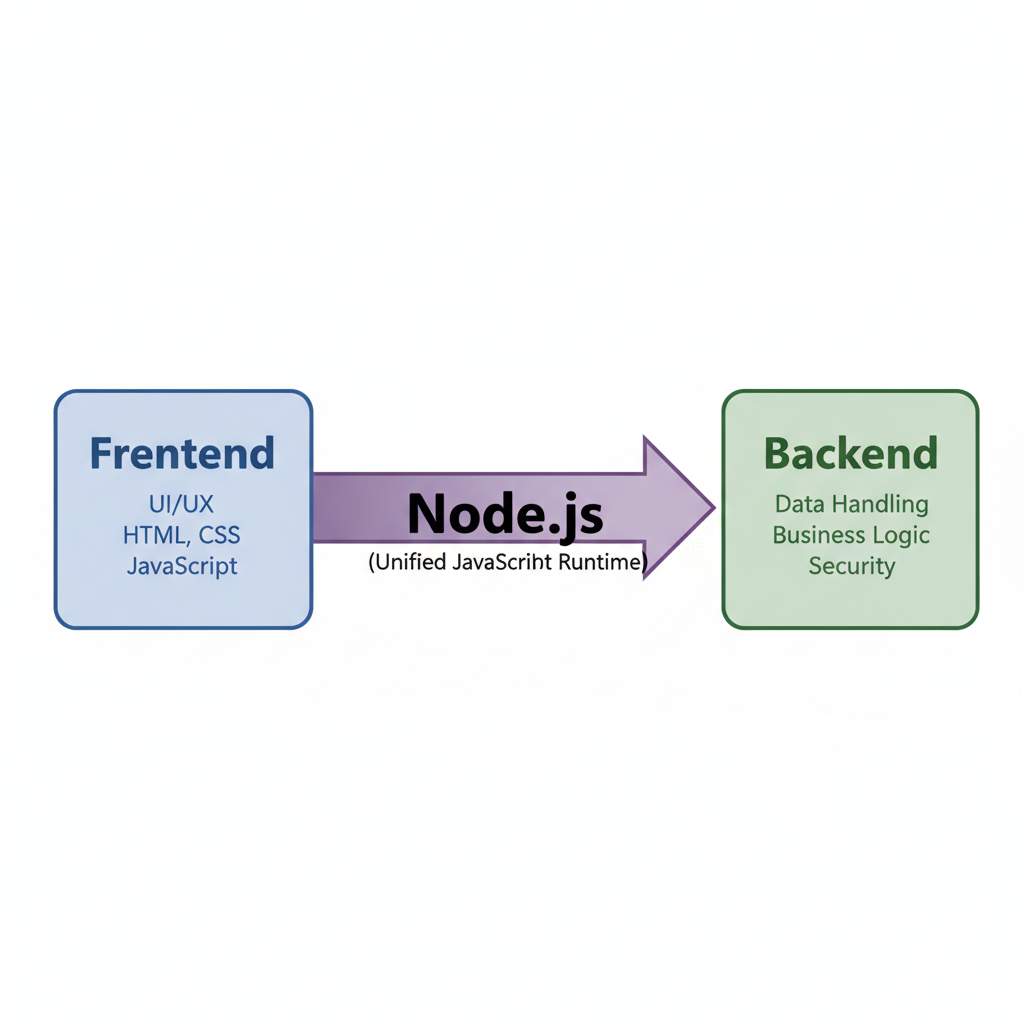 Frentend
UI/UX
HTML, CSS
JavaScript
Node.js
(Unified JavaScriht Runtime)
Backend
Data Handling
Business Logic
Security